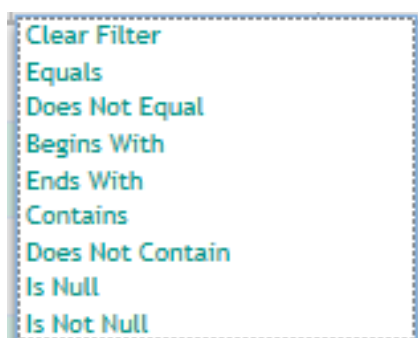 Clear Filter
Equals
Does Not Equal
Begins With
Ends With
Contains
Does Not Contain
Is Null
Is Not Null